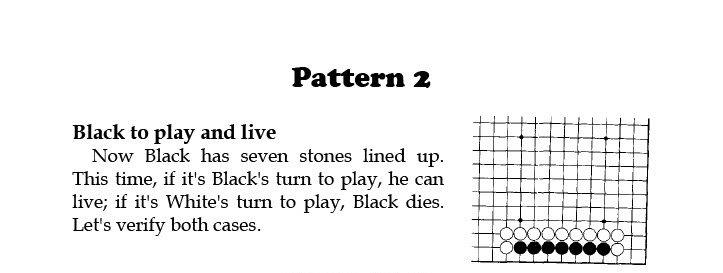 Pattern 2
Black to play and live
Now Black has seven stones lined up.
This time, if it's Black's turn to play, he can
live; if it's White's turn to play, Black dies.
Let's verify both cases.